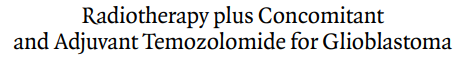 Radiotherapy plus Concomitant
and Adjuvant Temozolomide for Glioblastoma